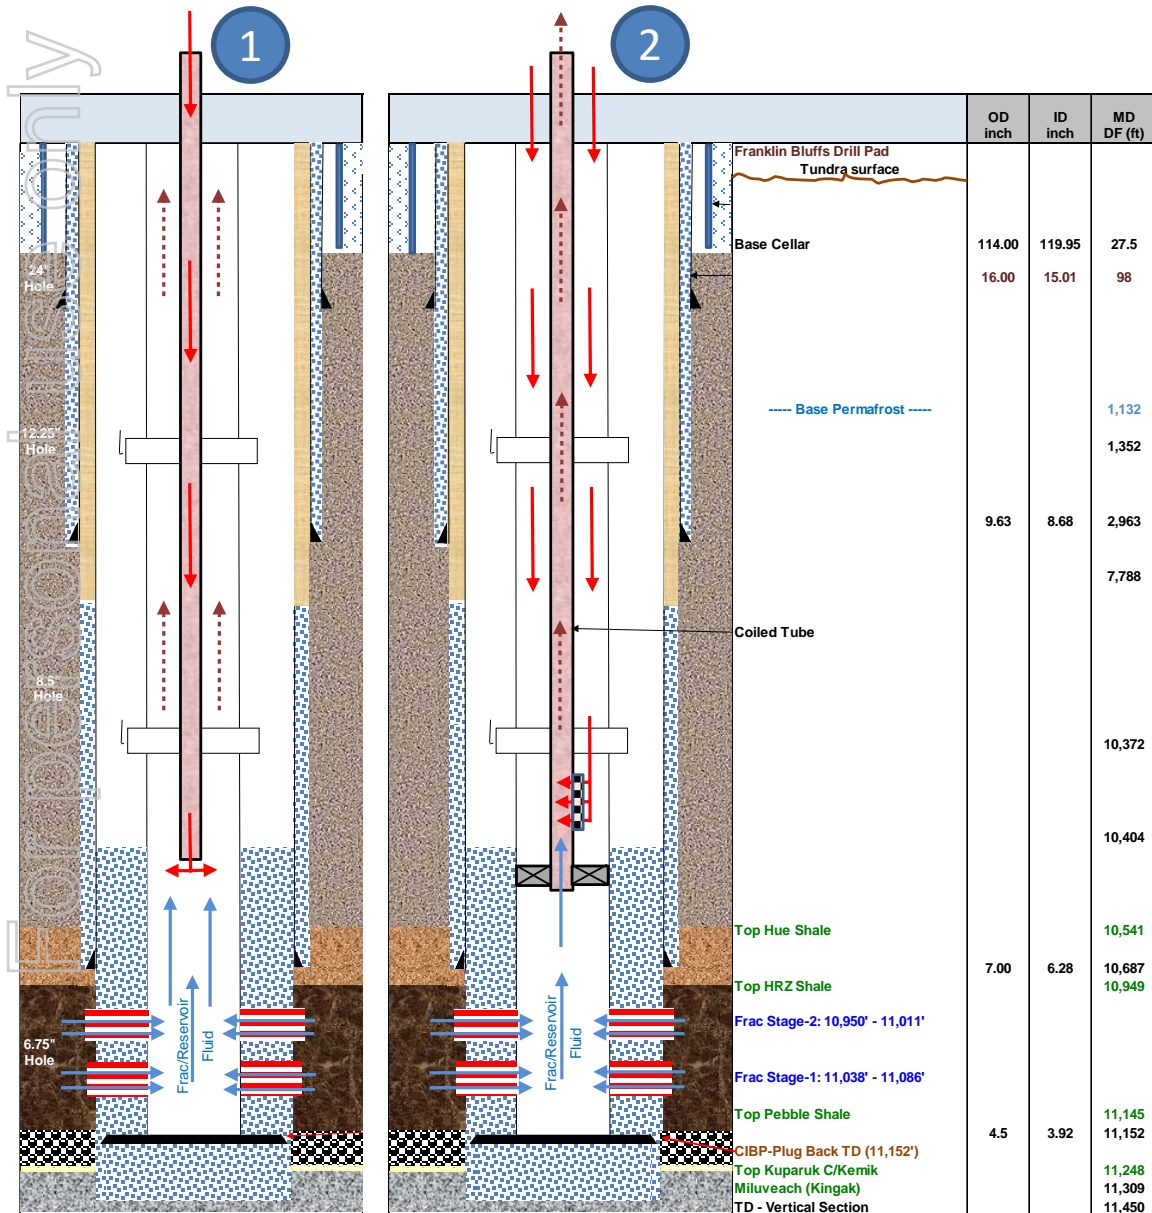 For personal use only
1
2
OD
inch
ID
inch
MD
DF (ft)
Franklin Bluffs Drill Pad
Tundra surface
Base Cellar 114.00 119.95 27.5
24"
Hole
16.00 15.01 98
----- Base Permafrost ----- 1,132
12.25"
Hole
1,352
9.63 8.68 2,963
7,788
Coiled Tube
8.5"
Hole
10,372
10,404
Top Hue Shale 10,541
7.00 6.28 10,687
Top HRZ Shale 10,949
Frac/Reservoir
Fluid
Frac/Reservoir
Fluid
Frac Stage-2: 10,950' - 11,011'
6.75"
Hole
Frac Stage-1: 11,038' - 11,086'
Top Pebble Shale 11,145
4.5 3.92 11,152
CIBP-Plug Back TD (11,152')
Top Kuparuk C/Kemik 11,248
Miluveach (Kingak) 11,309
TD - Vertical Section 11,450